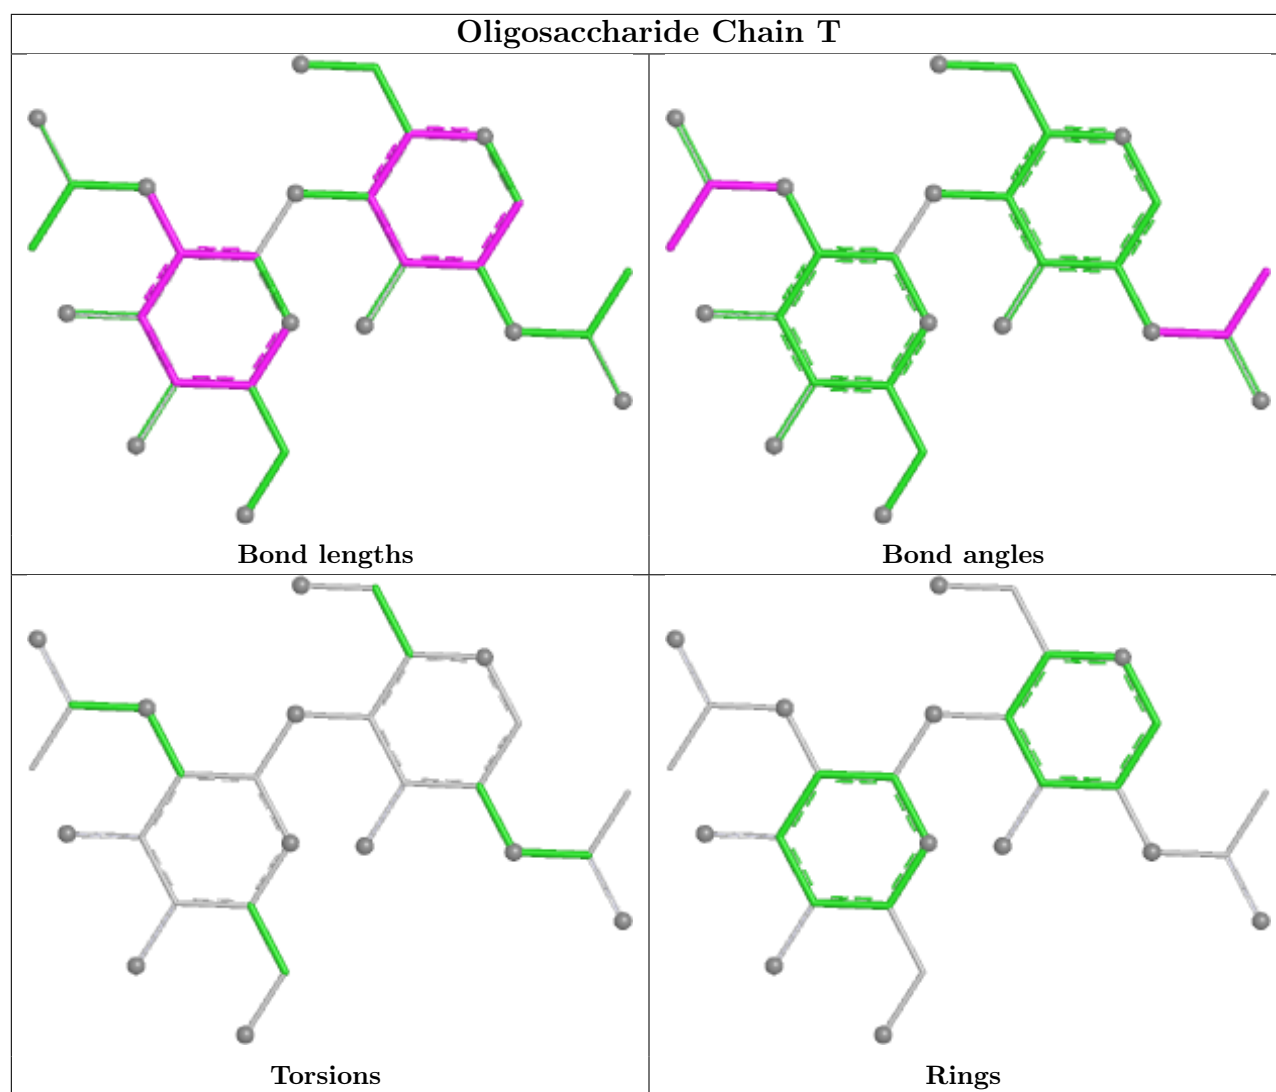 Oligosaccharide Chain T
Bond lengths
Bond angles
Torsions
Rings